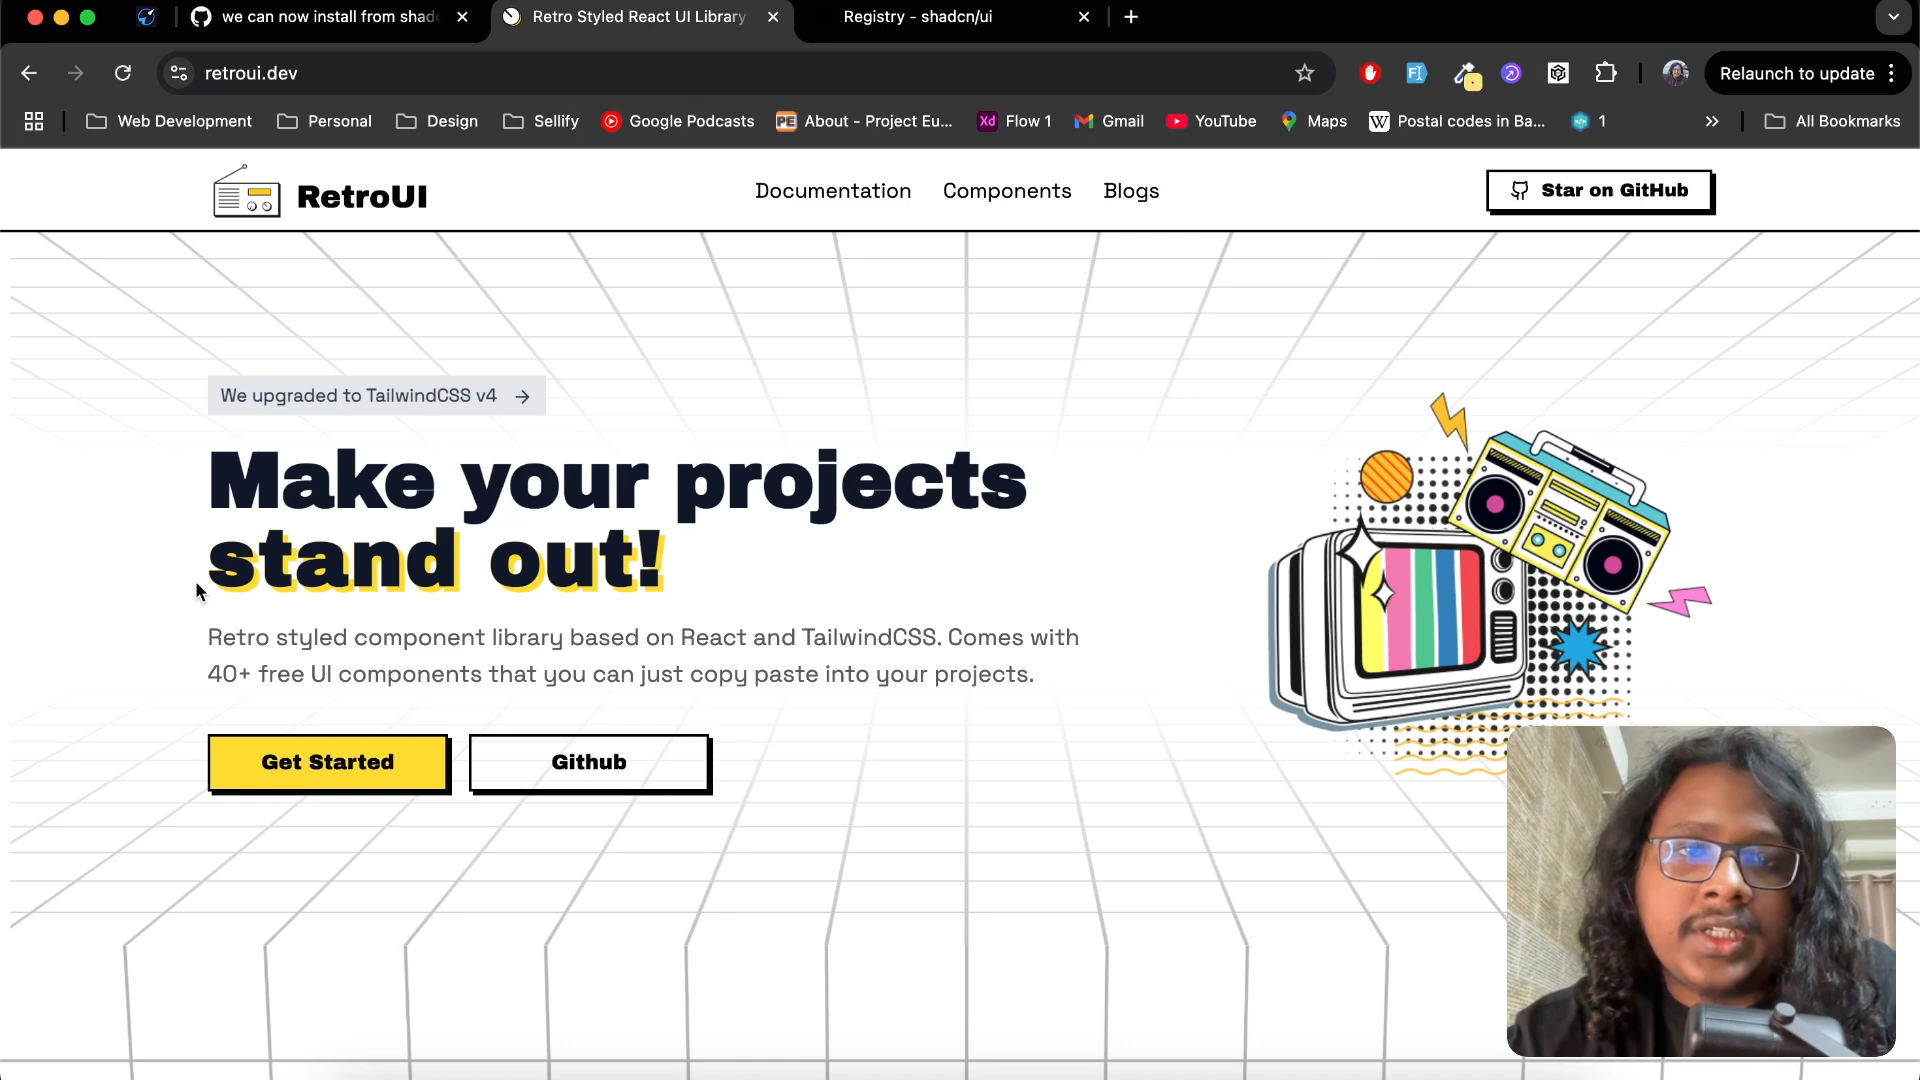 we can now install from shad
Retro Styled React UI Library
Registry - shadcn/ui
retroui.dev
Relaunch to update
Web Development
Personal
Design
Sellify
Google Podcasts
PE
About - Project Eu...
Xd
Flow 1
Gmail
YouTube
Maps
W
Postal codes in Ba...
1
All Bookmarks
RetroUI
Documentation
Components
Blogs
Star on GitHub
We upgraded to TailwindCSS v4
Make your projects
stand out!
Retro styled component library based on React and TailwindCSS. Comes with
40+ free UI components that you can just copy paste into your projects.
Get Started
Github